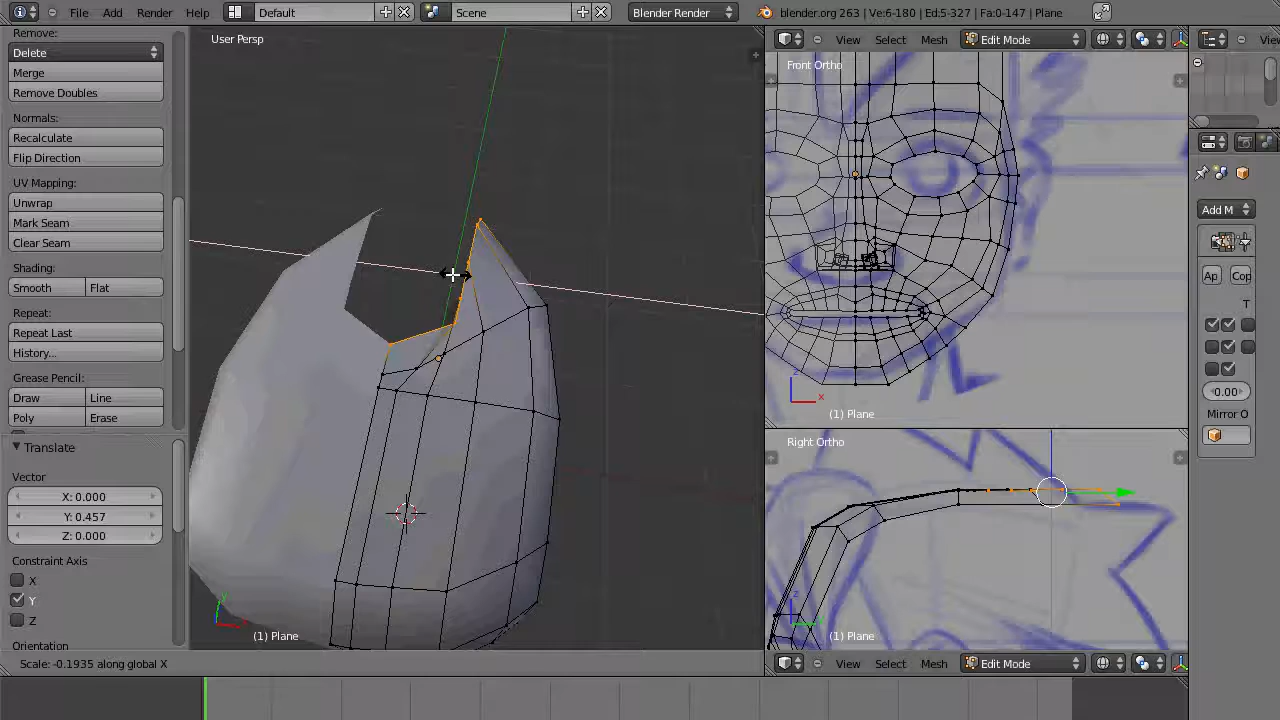 File Add Render Help Default Scene Blender Render blender.org 263 | Ve:6-180 | Ed:5-327 | Fa:0-147 | Plane
Remove:
Delete
Merge
Remove Doubles
Normals:
Recalculate
Flip Direction
UV Mapping:
Unwrap
Mark Seam
Clear Seam
Shading:
Smooth Flat
Repeat:
Repeat Last
History...
Grease Pencil:
Draw Line
Poly Erase
Translate
Vector
X: 0.000
Y: 0.457
Z: 0.000
Constraint Axis
X
Y
Z
Orientation
User Persp
(1) Plane
Scale: -0.1935 along global X
View Select Mesh Edit Mode
Front Ortho
(1) Plane
Right Ortho
(1) Plane
View Select Mesh Edit Mode
Add M
Ap Cop
T
0.00
Mirror O